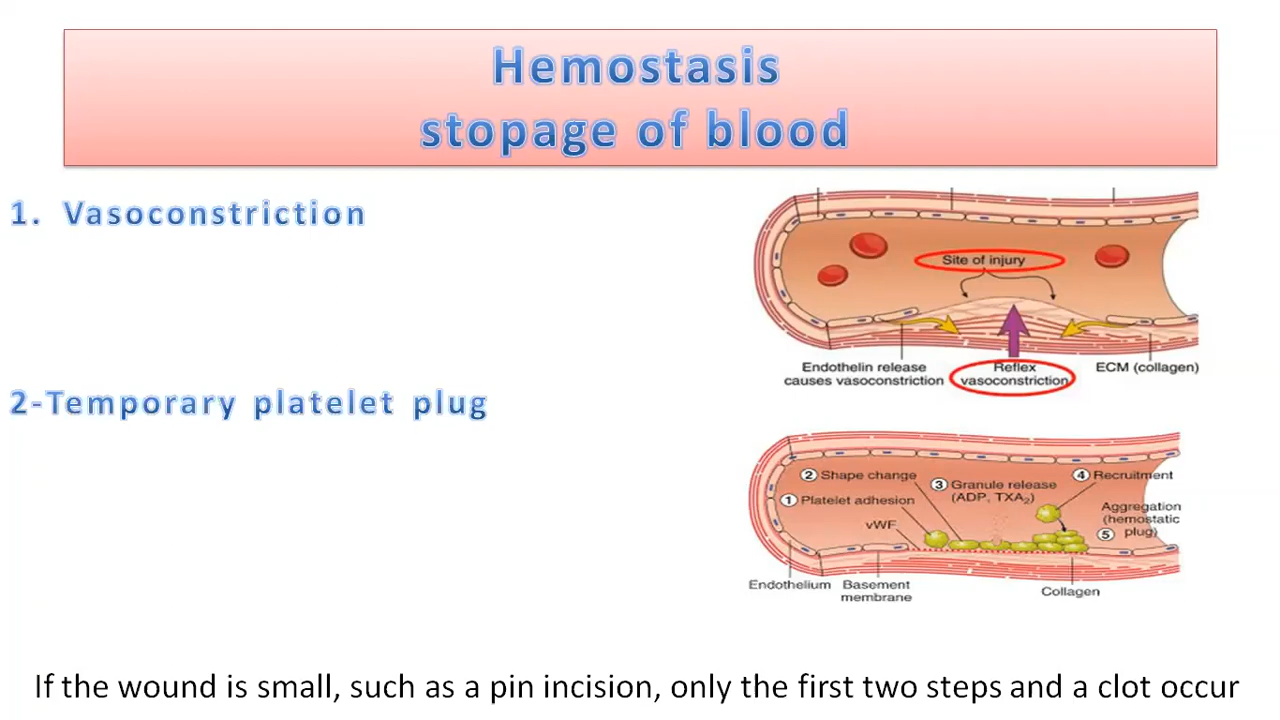 Hemostasis
stopage of blood
1. Vasoconstriction
Site of injury
Endothelin release
causes vasoconstriction
Reflex
vasoconstriction
ECM (collagen)
2-Temporary platelet plug
2 Shape change
4 Recruitment
3 Granule release
(ADP, TXA₂)
1 Platelet adhesion
Aggregation
(hemostatic
5 plug)
vWF
Endothelium
Basement
membrane
Collagen
If the wound is small, such as a pin incision, only the first two steps and a clot occur